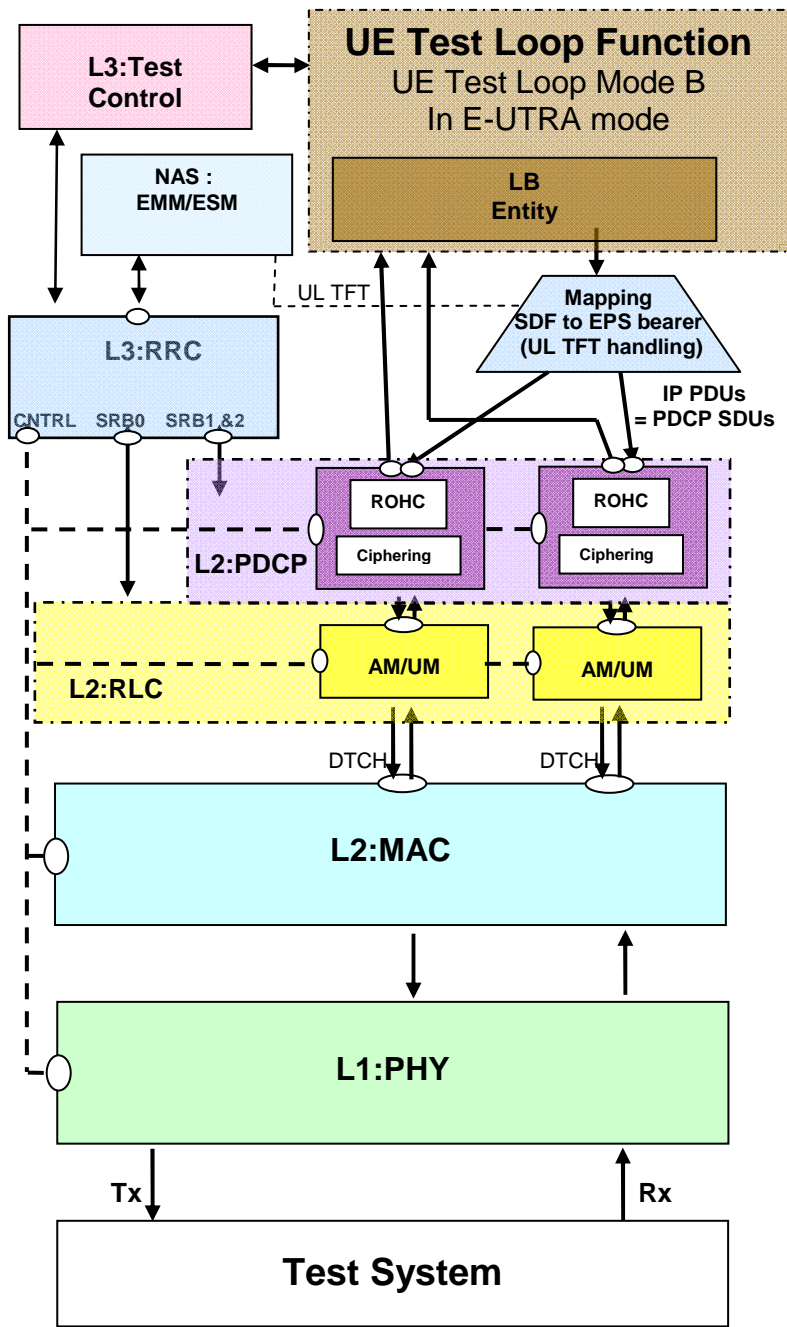 UE Test Loop Function
UE Test Loop Mode B
In E-UTRA mode
L3:Test
Control
NAS :
EMM/ESM
LB
Entity
UL TFT
Mapping
SDF to EPS bearer
(UL TFT handling)
L3:RRC
CNTRL SRB0 SRB1 &2
IP PDUs
= PDCP SDUs
ROHC
Ciphering
ROHC
Ciphering
L2:PDCP
AM/UM
AM/UM
L2:RLC
DTCH
DTCH
L2:MAC
L1:PHY
Tx
Rx
Test System